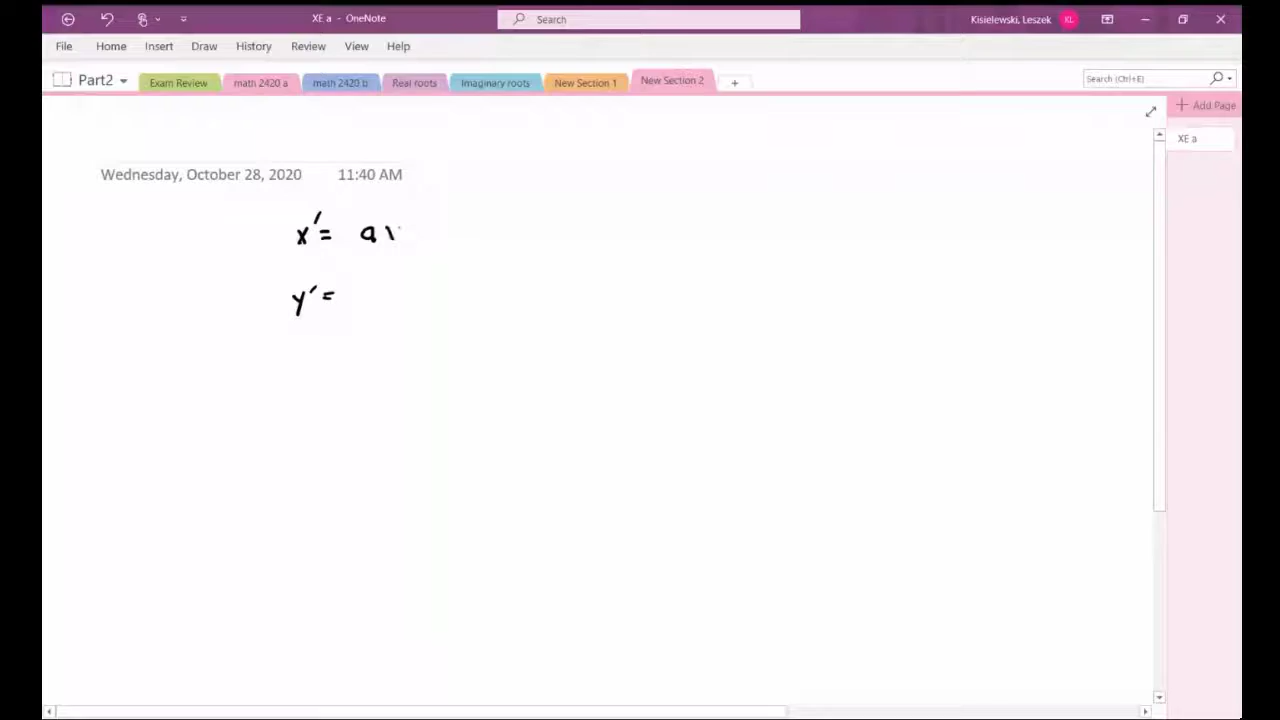 XE a - OneNote
Search
Kisielewski, Leszek
KL
File Home Insert Draw History Review View Help
Part2
Exam Review
math 2420 a
math 2420 b
Real roots
Imaginary roots
New Section 1
New Section 2
Search (Ctrl+E)
Add Page
XE a
Wednesday, October 28, 2020 11:40 AM
x' = a
y' =